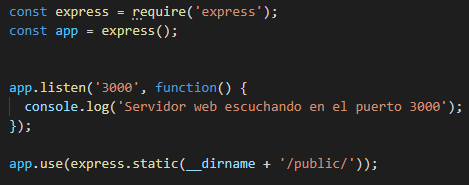 const express = require('express');
const app = express();
app.listen('3000', function() {
console.log('Servidor web escuchando en el puerto 3000');
});
app.use(express.static(__dirname + '/public/'));